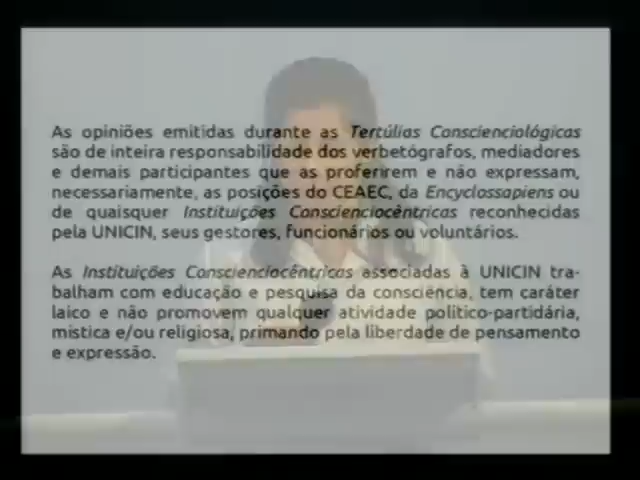 As opiniões emitidas durante as Tertúlias Conscienciológicas
são de inteira responsabilidade dos verbetógrafos, mediadores
e demais participantes que as proferirem e não expressam,
necessariamente, as posições do CEAEC, da Encyclossapiens ou
de quaisquer Instituições Conscienciocêntricas reconhecidas
pela UNICIN, seus gestores, funcionários ou voluntários.
As Instituições Conscienciocêntricas associadas à UNICIN tra-
balham com educação e pesquisa da consciência, tem caráter
laico e não promovem qualquer atividade político-partidária,
mística e/ou religiosa, primando pela liberdade de pensamento
e expressão.